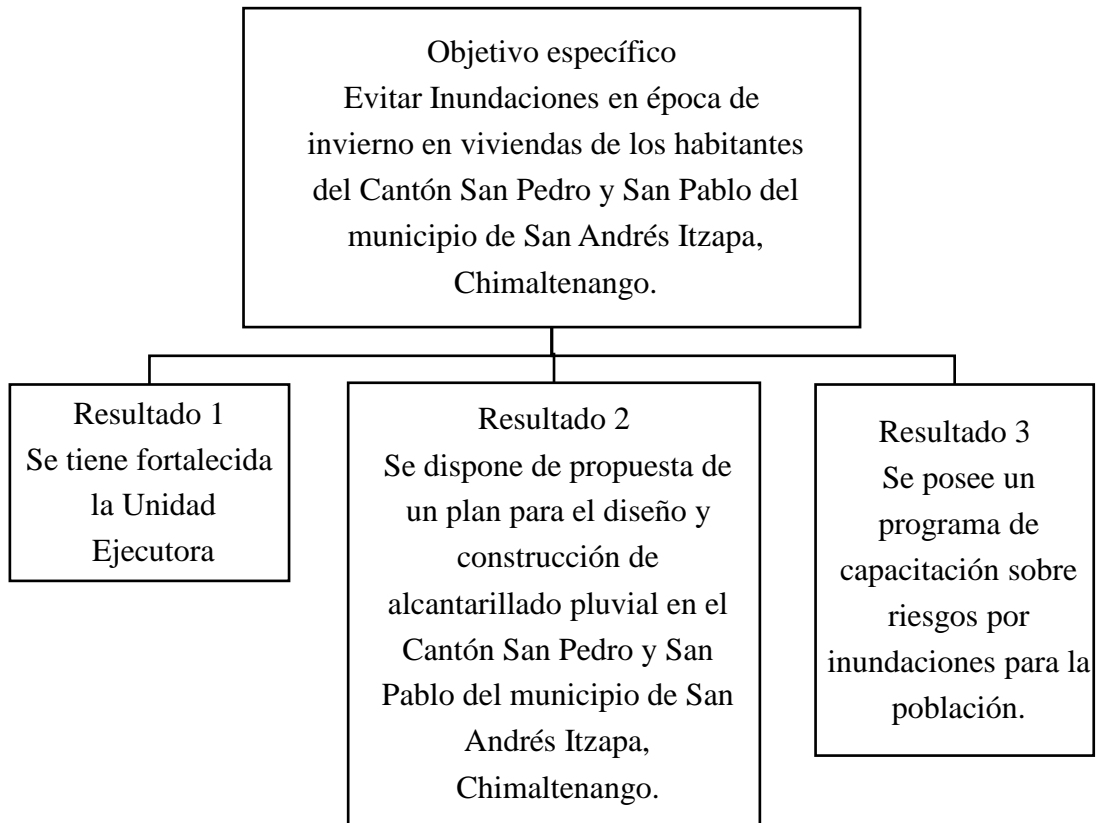 Objetivo específico
Evitar Inundaciones en época de
invierno en viviendas de los habitantes
del Cantón San Pedro y San Pablo del
municipio de San Andrés Itzapa,
Chimaltenango.
Resultado 1
Se tiene fortalecida
la Unidad
Ejecutora
Resultado 2
Se dispone de propuesta de
un plan para el diseño y
construcción de
alcantarillado pluvial en el
Cantón San Pedro y San
Pablo del municipio de San
Andrés Itzapa,
Chimaltenango.
Resultado 3
Se posee un
programa de
capacitación sobre
riesgos por
inundaciones para la
población.